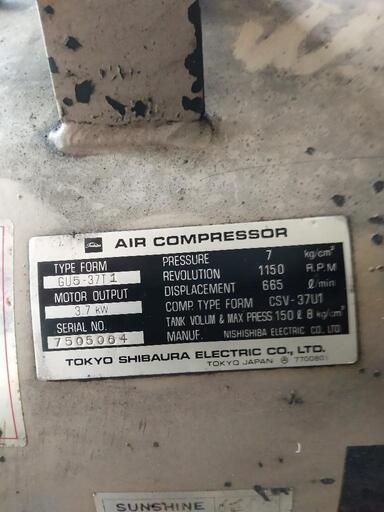 Toshiba AIR COMPRESSOR
TYPE FORM
GU5-37T1
MOTOR OUTPUT
3.7 KW
SERIAL NO.
7505064
PRESSURE 7 kg/cm²
REVOLUTION 1150 R.P.M
DISPLACEMENT 665 ℓ/min
COMP. TYPE FORM CSV-37U1
TANK VOLUM & MAX PRESS 150 ℓ 8 kg/cm²
MANUF. NISHISHIBA ELECTRIC CO., LTD.
TOKYO SHIBAURA ELECTRIC CO., LTD.
TOKYO JAPAN Ⓐ 7700801
SUNSHINE